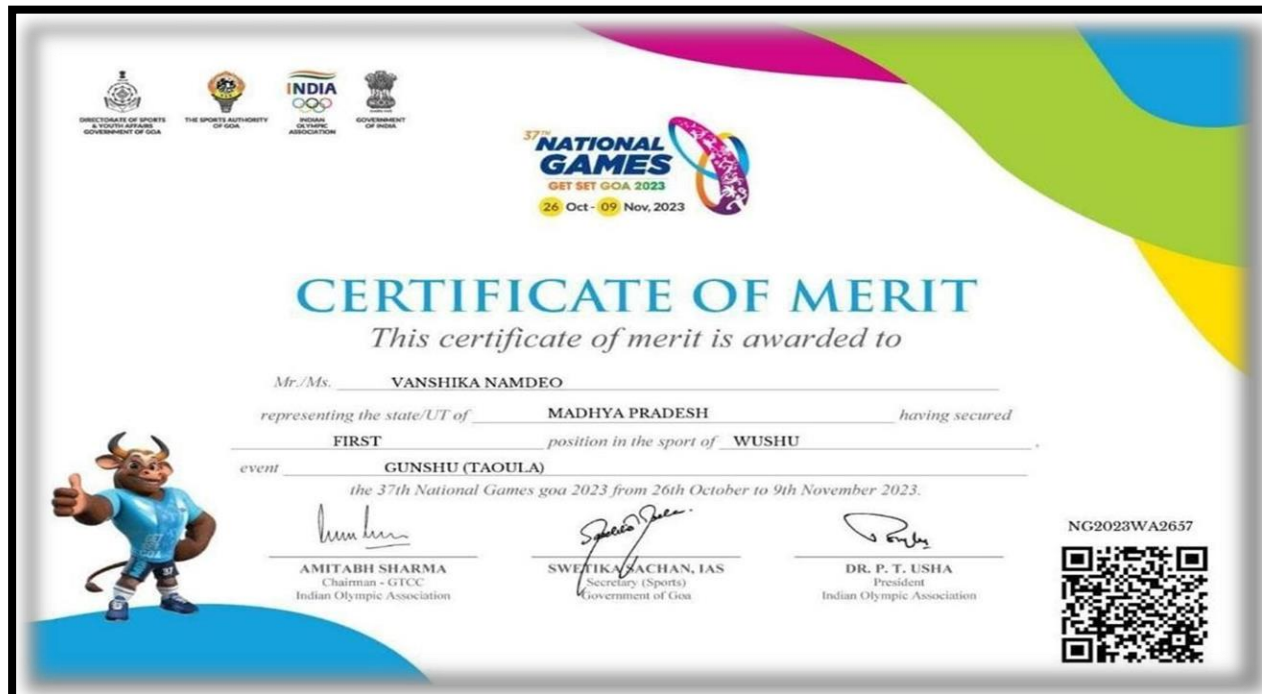 DIRECTORATE OF SPORTS
& YOUTH AFFAIRS
GOVERNMENT OF GOA
THE SPORTS AUTHORITY
OF GOA
INDIA
INDIAN
OLYMPIC
ASSOCIATION
GOVERNMENT
OF INDIA
37TH
NATIONAL
GAMES
GET SET GOA 2023
26 Oct - 09 Nov, 2023
CERTIFICATE OF MERIT
This certificate of merit is awarded to
Mr./Ms. VANSHIKA NAMDEO
representing the state/UT of MADHYA PRADESH having secured
FIRST position in the sport of WUSHU ,
event GUNSHU (TAOULA)
the 37th National Games goa 2023 from 26th October to 9th November 2023.
AMITABH SHARMA
Chairman - GTCC
Indian Olympic Association
SWETIKA SACHAN, IAS
Secretary (Sports)
Government of Goa
DR. P. T. USHA
President
Indian Olympic Association
NG2023WA2657
GET
SET
GOA
37